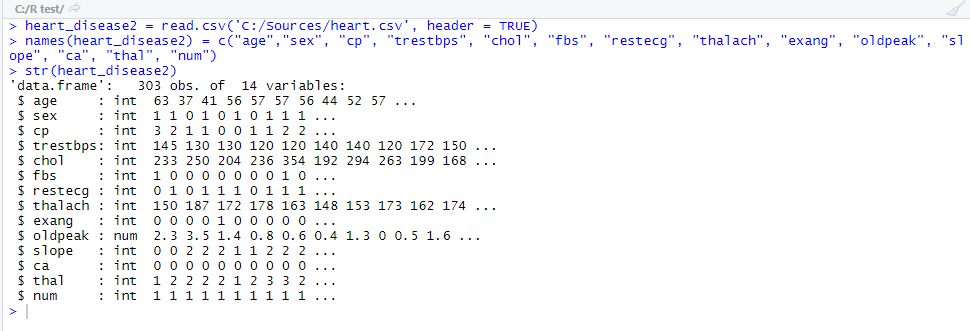 C:/R test/
> heart_disease2 = read.csv('C:/Sources/heart.csv', header = TRUE)
> names(heart_disease2) = c("age","sex", "cp", "trestbps", "chol", "fbs", "restecg", "thalach", "exang", "oldpeak", "sl
ope", "ca", "thal", "num")
> str(heart_disease2)
'data.frame':   303 obs. of  14 variables:
 $ age     : int  63 37 41 56 57 57 56 44 52 57 ...
 $ sex     : int  1 1 0 1 0 1 0 1 1 1 ...
 $ cp      : int  3 2 1 1 0 0 1 1 2 2 ...
 $ trestbps: int  145 130 130 120 120 140 140 120 172 150 ...
 $ chol    : int  233 250 204 236 354 192 294 263 199 168 ...
 $ fbs     : int  1 0 0 0 0 0 0 0 1 0 ...
 $ restecg : int  0 1 0 1 1 1 0 1 1 1 ...
 $ thalach : int  150 187 172 178 163 148 153 173 162 174 ...
 $ exang   : int  0 0 0 0 1 0 0 0 0 0 ...
 $ oldpeak : num  2.3 3.5 1.4 0.8 0.6 0.4 1.3 0 0.5 1.6 ...
 $ slope   : int  0 0 2 2 2 1 1 2 2 2 ...
 $ ca      : int  0 0 0 0 0 0 0 0 0 0 ...
 $ thal    : int  1 2 2 2 2 1 2 3 3 2 ...
 $ num     : int  1 1 1 1 1 1 1 1 1 1 ...
>